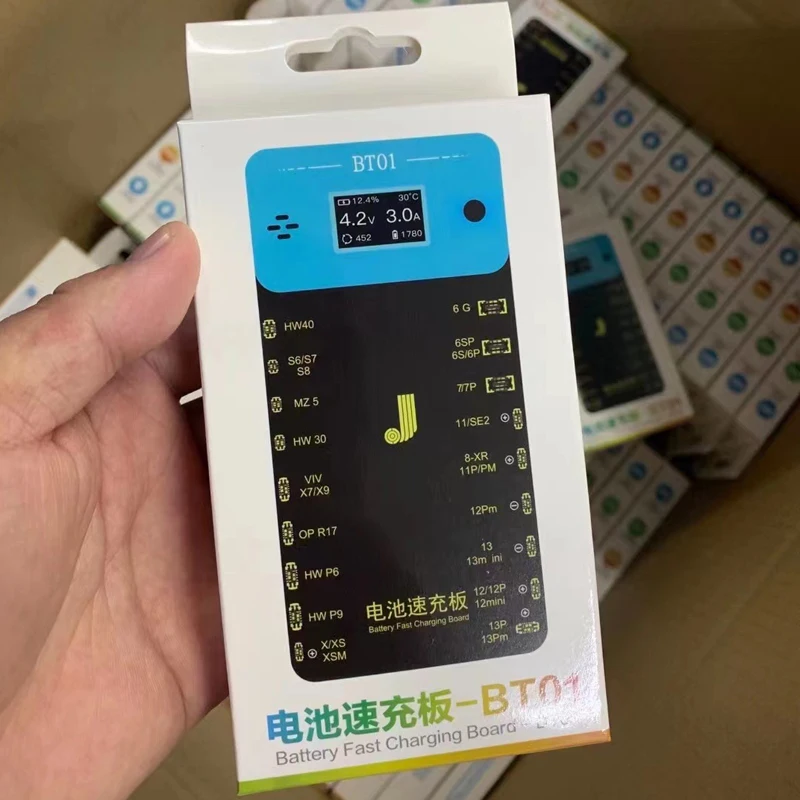 BT01
12.4% 30°C
4.2V 3.0A
452 1780
HW40
S6/S7
S8
MZ 5
HW 30
VIV
X7/X9
OP R17
HW P6
HW P9
X/XS
XSM
6 G
6SP
6S/6P
7/7P
11/SE2
8-XR
11P/PM
12Pm
13
13m ini
12/12P
12mini
13P
13Pm
电池速充板
Battery Fast Charging Board
电池速充板-BT01
Battery Fast Charging Board